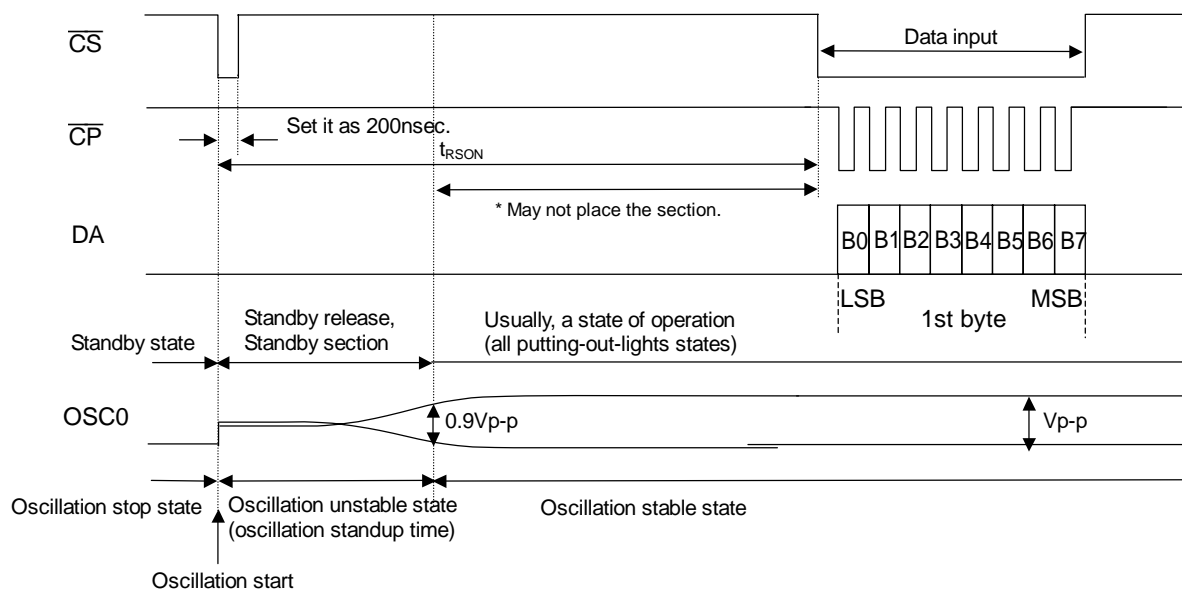 CS
Data input
CP
Set it as 200nsec.
tRSON
* May not place the section.
DA
B0 B1 B2 B3 B4 B5 B6 B7
LSB
MSB
1st byte
Standby state
Standby release,
Standby section
Usually, a state of operation
(all putting-out-lights states)
OSC0
0.9Vp-p
Vp-p
Oscillation stop state
Oscillation unstable state
(oscillation standup time)
Oscillation stable state
Oscillation start